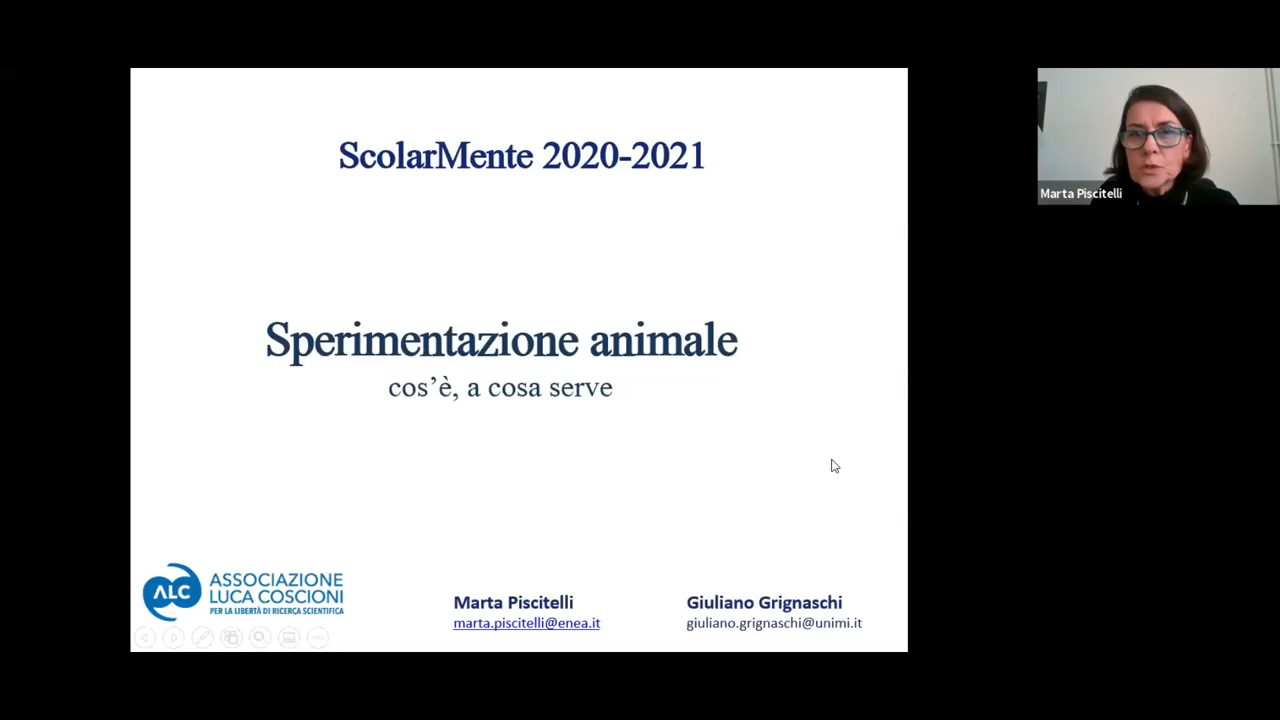 ScolarMente 2020-2021
Marta Piscitelli
Sperimentazione animale
cos'è, a cosa serve
ALC
ASSOCIAZIONE
LUCA COSCIONI
PER LA LIBERTÀ DI RICERCA SCIENTIFICA
Marta Piscitelli
marta.piscitelli@enea.it
Giuliano Grignaschi
giuliano.grignaschi@unimi.it